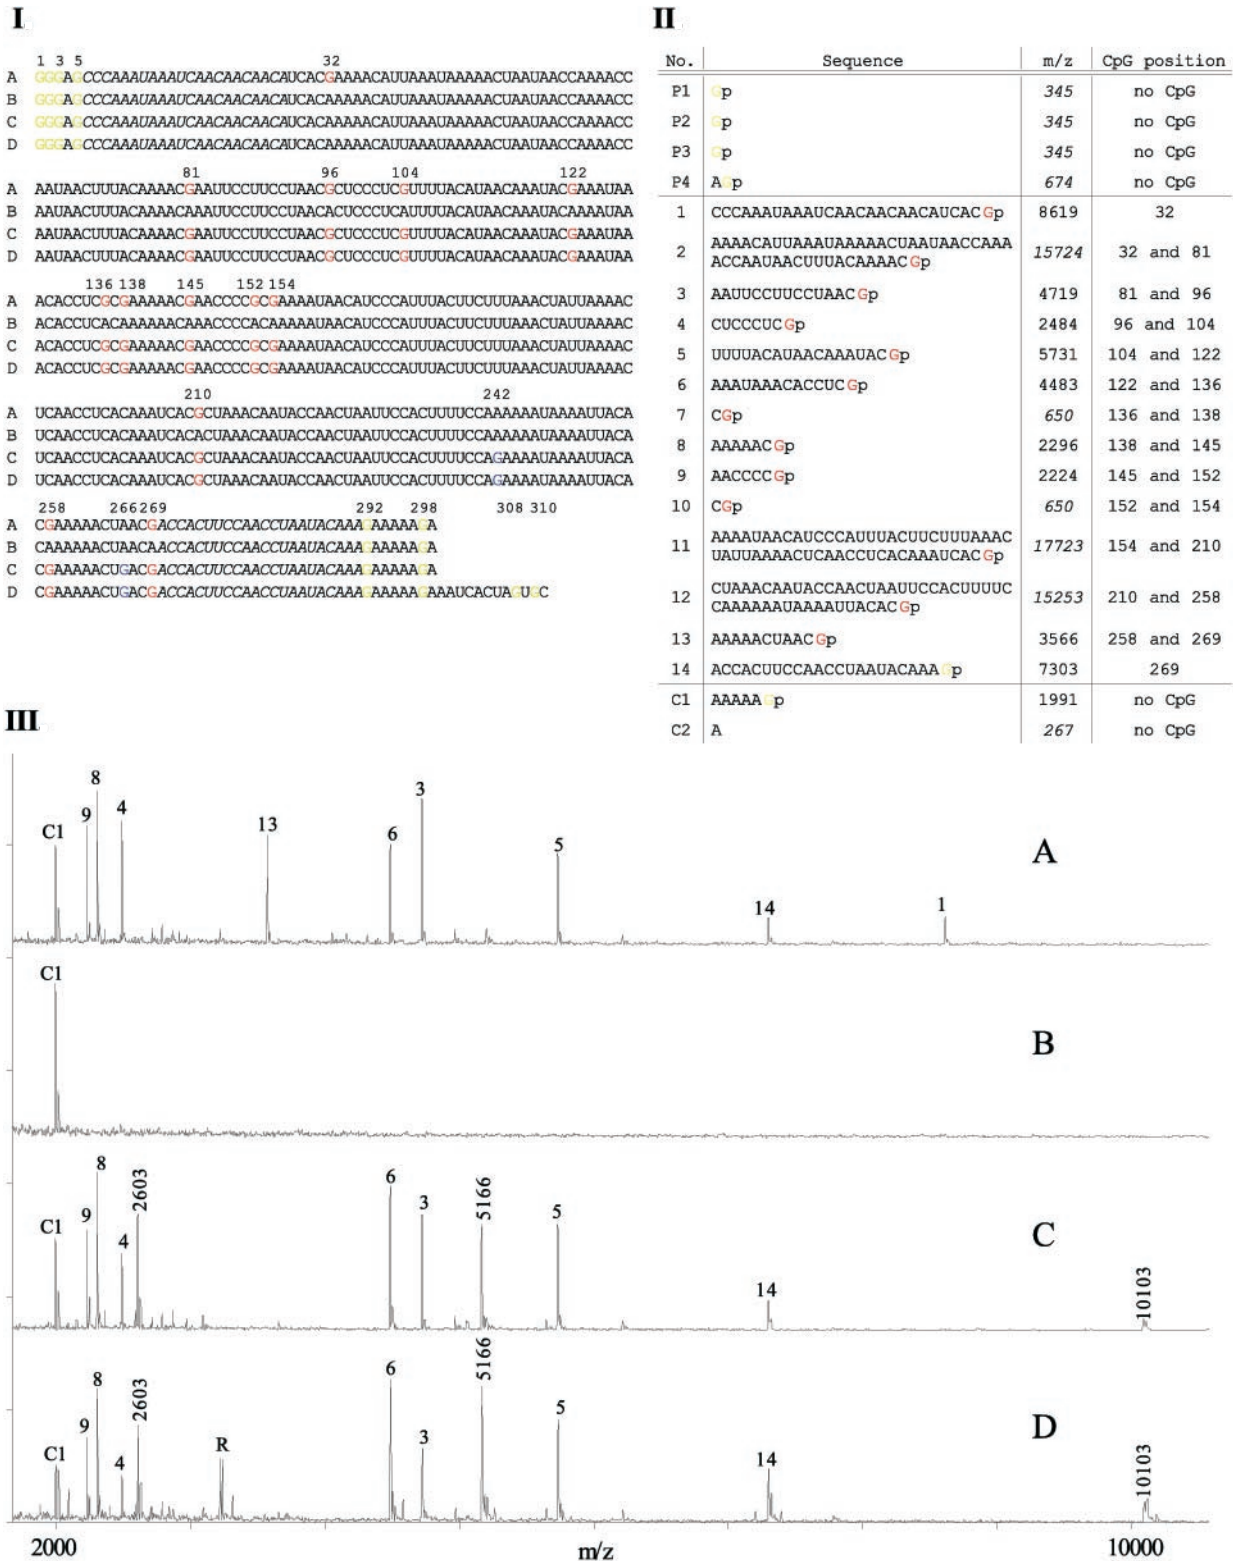 I
1 3 5 32
A GGGAGCCCAAAUAAAUCAACAACAACAUCACGAAAACAUUAAAUAAAAACUAAUAACCAAAACC
B GGGAGCCCAAAUAAAUCAACAACAACAUCACAAAAACAUUAAAUAAAAACUAAUAACCAAAACC
C GGGAGCCCAAAUAAAUCAACAACAACAUCACAAAAACAUUAAAUAAAAACUAAUAACCAAAACC
D GGGAGCCCAAAUAAAUCAACAACAACAUCACAAAAACAUUAAAUAAAAACUAAUAACCAAAACC
81 96 104 122
A AAUAACUUUACAAAACGAAUUCCUUCCUAACGCUCCCUCGUUUUACAUAACAAAUACGAAAUAA
B AAUAACUUUACAAAACAAAUUCCUUCCUAACACUCCCUCAUUUUACAUAACAAAUACAAAAUAA
C AAUAACUUUACAAAACGAAUUCCUUCCUAACGCUCCCUCGUUUUACAUAACAAAUACGAAAUAA
D AAUAACUUUACAAAACGAAUUCCUUCCUAACGCUCCCUCGUUUUACAUAACAAAUACGAAAUAA
136 138 145 152 154
A ACACCUCGCGAAAAACGAACCCCGCGAAAAUAACAUCCCAUUUACUUCUUUAAACUAUUAAAAC
B ACACCUCACAAAAAACAAACCCCACAAAAAUAACAUCCCAUUUACUUCUUUAAACUAUUAAAAC
C ACACCUCGCGAAAAACGAACCCCGCGAAAAUAACAUCCCAUUUACUUCUUUAAACUAUUAAAAC
D ACACCUCGCGAAAAACGAACCCCGCGAAAAUAACAUCCCAUUUACUUCUUUAAACUAUUAAAAC
210 242
A UCAACCUCACAAAUCACGCUAAACAAUACCAACUAAUUCCACUUUUCCAAAAAAUAAAAUUACA
B UCAACCUCACAAAUCACACUAAACAAUACCAACUAAUUCCACUUUUCCAAAAAAUAAAAUUACA
C UCAACCUCACAAAUCACGCUAAACAAUACCAACUAAUUCCACUUUUCCAGAAAAUAAAAUUACA
D UCAACCUCACAAAUCACGCUAAACAAUACCAACUAAUUCCACUUUUCCAGAAAAUAAAAUUACA
258 266 269 292 298 308 310
A CGAAAAACUAACGACCACUUCCAACCUAAUACAAAGAAAAAGA
B CAAAAAACUAACAACCACUUCCAACCUAAUACAAAGAAAAAGA
C CGAAAAACUGACGACCACUUCCAACCUAAUACAAAGAAAAAGA
D CGAAAAACUGACGACCACUUCCAACCUAAUACAAAGAAAAAGAAAUCACUAGUGC
II
No. Sequence m/z CpG position
P1 Gp 345 no CpG
P2 Gp 345 no CpG
P3 Gp 345 no CpG
P4 AGp 674 no CpG
1 CCCAAAUAAAUCAACAACAACAUCACGp 8619 32
2 AAAACAUUAAAUAAAAACUAAUAACCAAA
ACCAAUAACUUUACAAAACGp 15724 32 and 81
3 AAUUCCUUCCUAACGp 4719 81 and 96
4 CUCCCUCGp 2484 96 and 104
5 UUUUACAUAACAAAUACGp 5731 104 and 122
6 AAAUAAACACCUCGp 4483 122 and 136
7 CGp 650 136 and 138
8 AAAAACGp 2296 138 and 145
9 AACCCCGp 2224 145 and 152
10 CGp 650 152 and 154
11 AAAAUAACAUCCCAUUUACUUCUUUAAAC
UAUUAAAACUCAACCUCACAAAUCACGp 17723 154 and 210
12 CUAAACAAUACCAACUAAUUCCACUUUUC
CAAAAAAUAAAAUUACACGp 15253 210 and 258
13 AAAAACUAACGp 3566 258 and 269
14 ACCACUUCCAACCUAAUACAAAGp 7303 269
C1 AAAAAGp 1991 no CpG
C2 A 267 no CpG
III
C1 9 8 4 13 6 3 5 14 1 A
C1 B
C1 9 8 4 2603 6 3 5166 5 14 10103 C
C1 9 8 4 2603 R 6 3 5166 5 14 10103 D
2000 m/z 10000